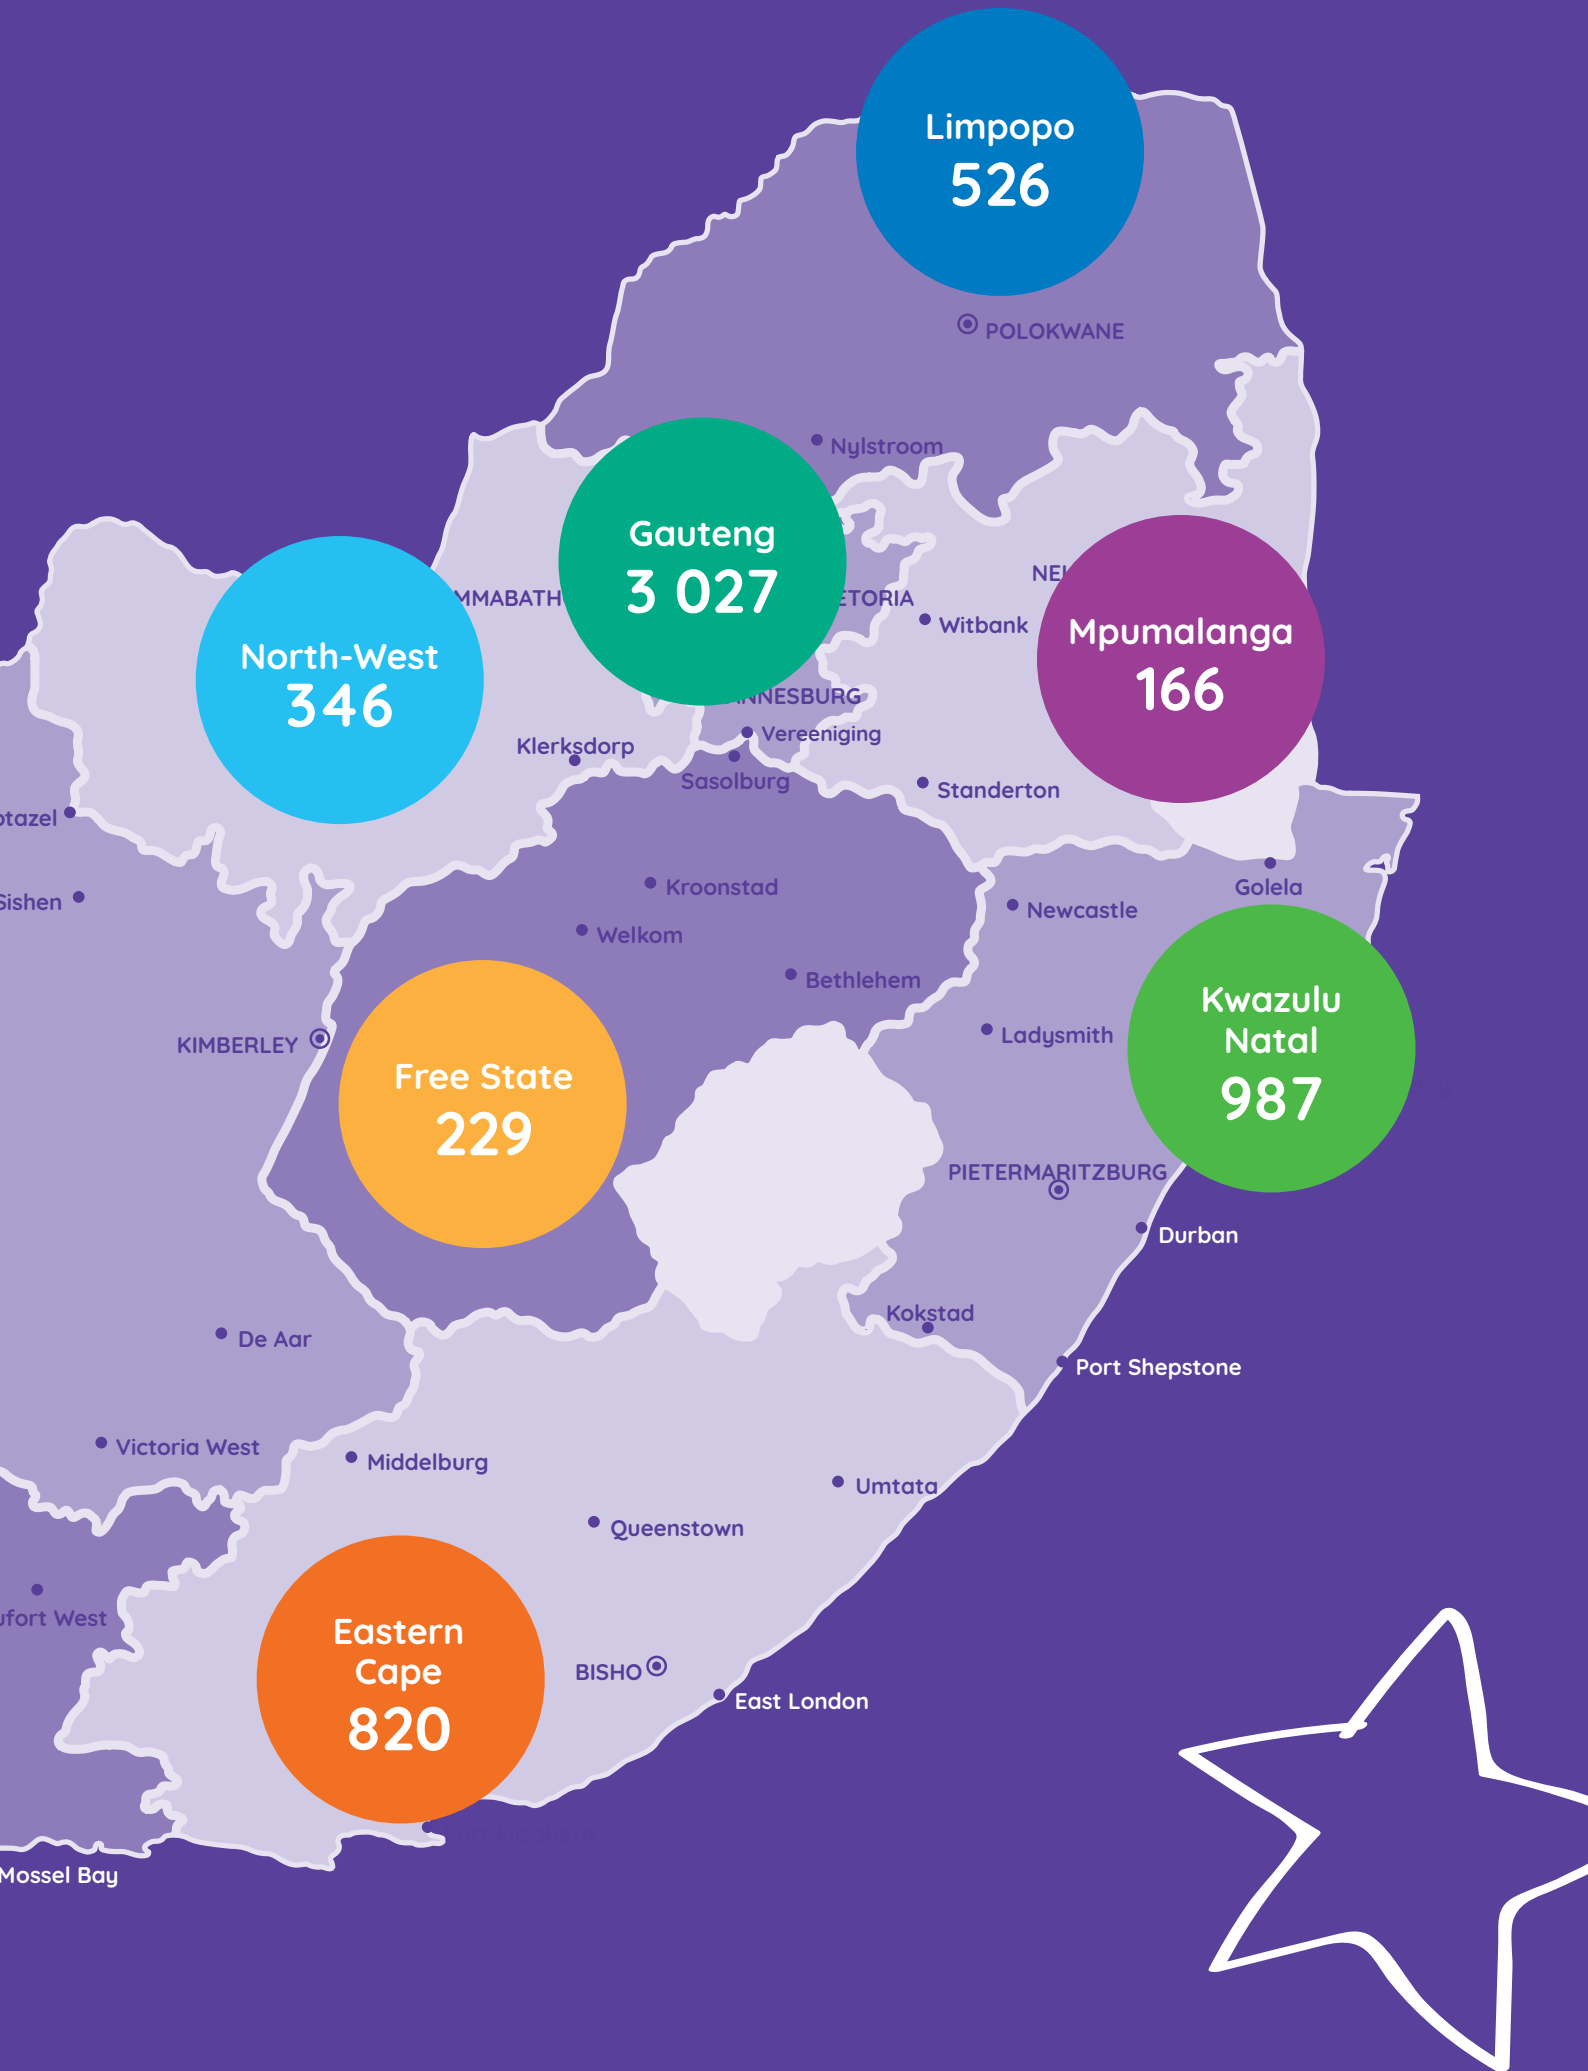 Limpopo
526
POLOKWANE
Nylstroom
Gauteng
3 027
MMABATH
ETORIA
NEL
Witbank
Mpumalanga
166
North-West
346
NNESBURG
Vereeniging
Klerksdorp
Sasolburg
Standerton
otazel
Sishen
Golela
Kroonstad
Newcastle
Welkom
Bethlehem
Kwazulu
Natal
987
KIMBERLEY
Ladysmith
Free State
229
PIETERMARITZBURG
Durban
Kokstad
De Aar
Port Shepstone
Victoria West
Middelburg
Umtata
Queenstown
ufort West
Eastern
Cape
820
BISHO
East London
Port Elizabeth
Mossel Bay